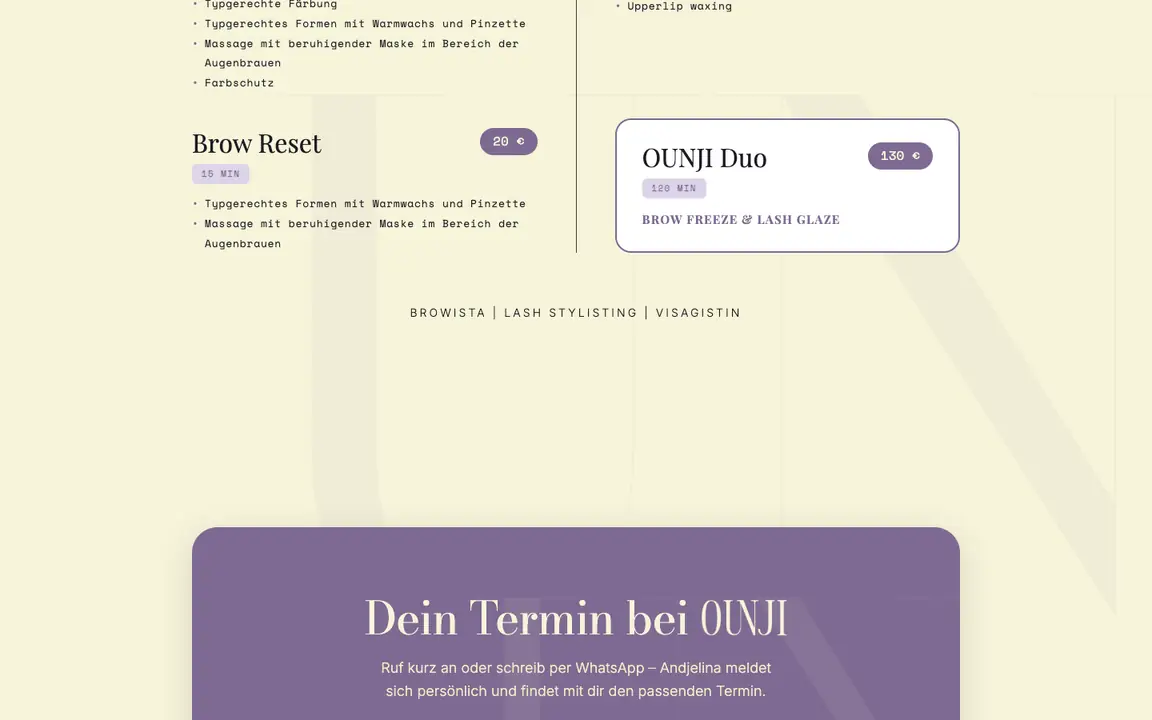 • Typgerechte Färbung
• Typgerechtes Formen mit Warmwachs und Pinzette
• Massage mit beruhigender Maske im Bereich der
Augenbrauen
• Farbschutz
Brow Reset
20 €
15 MIN
• Typgerechtes Formen mit Warmwachs und Pinzette
• Massage mit beruhigender Maske im Bereich der
Augenbrauen
• Upperlip waxing
OUNJI Duo
130 €
120 MIN
BROW FREEZE & LASH GLAZE
BROWISTA | LASH STYLISTING | VISAGISTIN
Dein Termin bei OUNJI
Ruf kurz an oder schreib per WhatsApp – Andjelina meldet
sich persönlich und findet mit dir den passenden Termin.